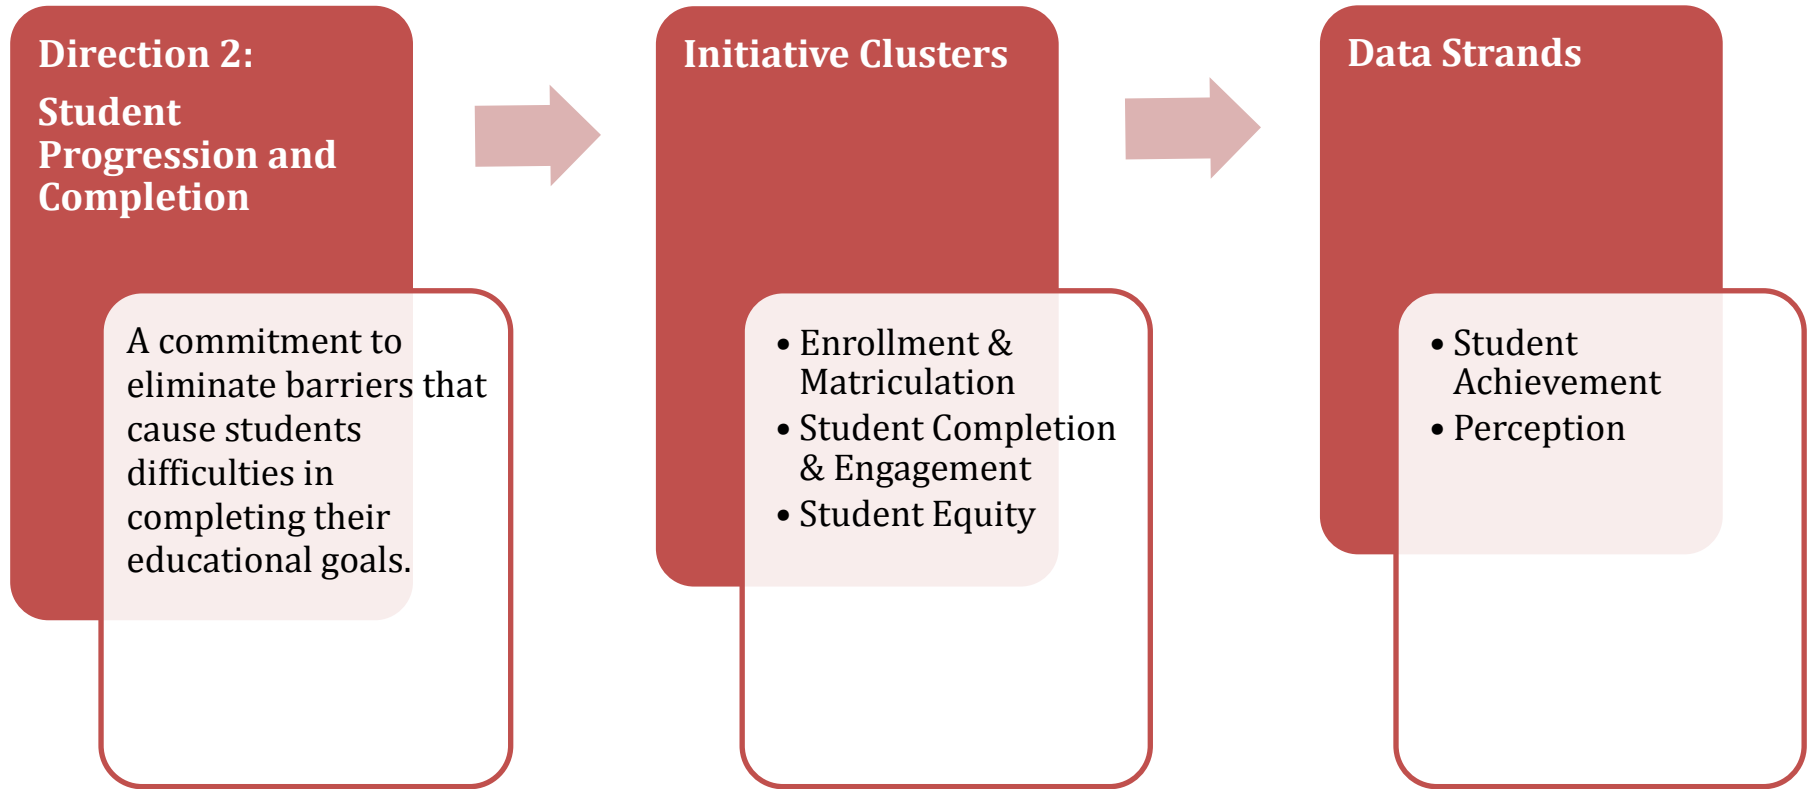 Direction 2:
Student
Progression and
Completion
A commitment to
eliminate barriers that
cause students
difficulties in
completing their
educational goals.
Initiative Clusters
• Enrollment &
Matriculation
• Student Completion
& Engagement
• Student Equity
Data Strands
• Student
Achievement
• Perception